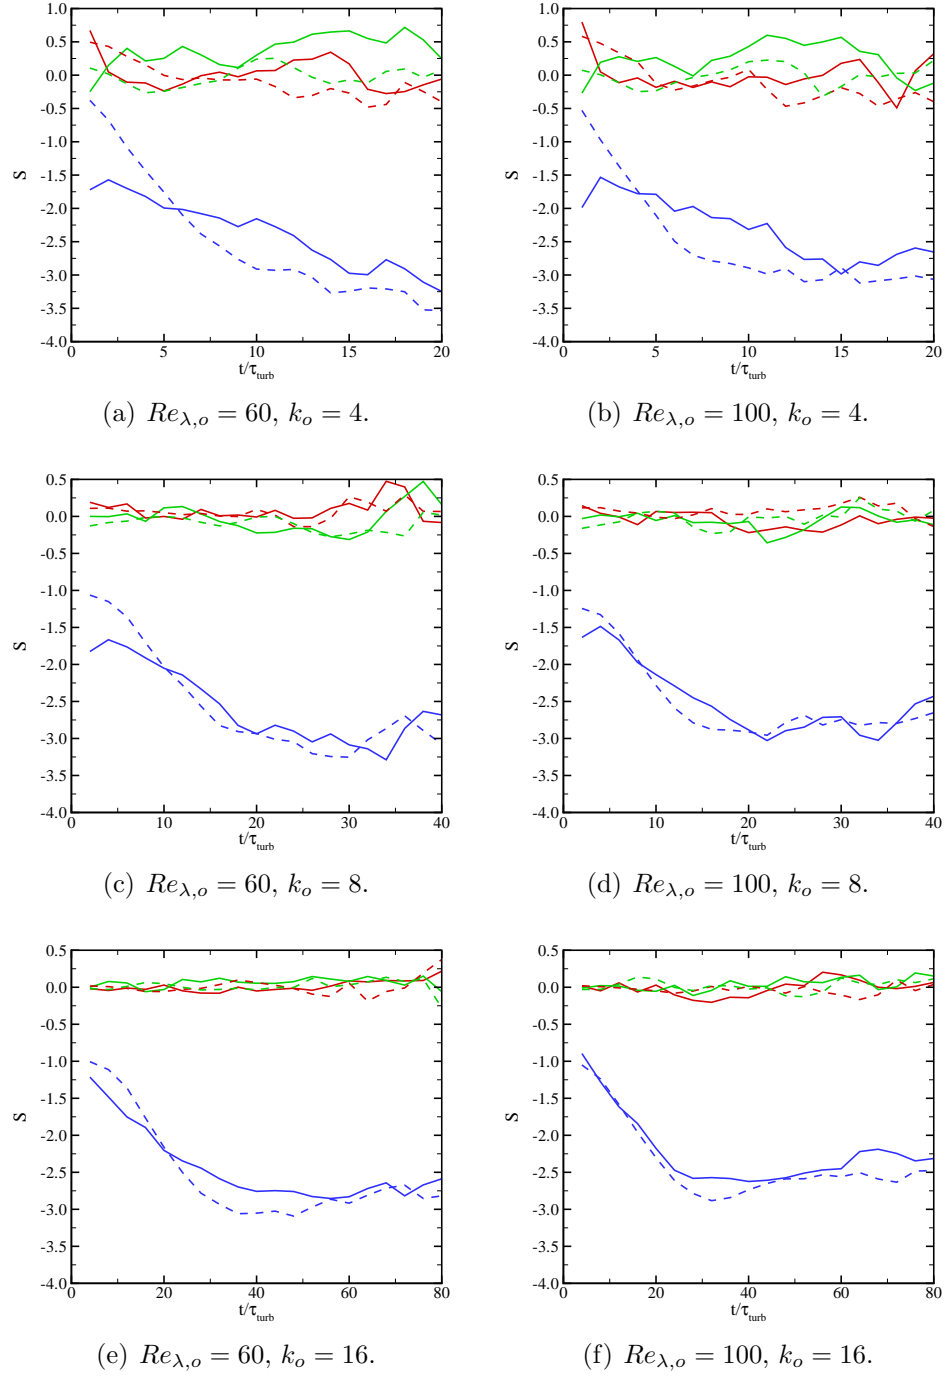 1.0
0.5
0.0
-0.5
-1.0
-1.5
-2.0
-2.5
-3.0
-3.5
-4.0
S
0 5 10 15 20
t/τturb
(a) Reλ,o = 60, ko = 4.
1.0
0.5
0.0
-0.5
-1.0
-1.5
-2.0
-2.5
-3.0
-3.5
-4.0
S
0 5 10 15 20
t/τturb
(b) Reλ,o = 100, ko = 4.
0.5
0.0
-0.5
-1.0
-1.5
-2.0
-2.5
-3.0
-3.5
-4.0
S
0 10 20 30 40
t/τturb
(c) Reλ,o = 60, ko = 8.
0.5
0.0
-0.5
-1.0
-1.5
-2.0
-2.5
-3.0
-3.5
-4.0
S
0 10 20 30 40
t/τturb
(d) Reλ,o = 100, ko = 8.
0.5
0.0
-0.5
-1.0
-1.5
-2.0
-2.5
-3.0
-3.5
-4.0
S
0 20 40 60 80
t/τturb
(e) Reλ,o = 60, ko = 16.
0.5
0.0
-0.5
-1.0
-1.5
-2.0
-2.5
-3.0
-3.5
-4.0
S
0 20 40 60 80
t/τturb
(f) Reλ,o = 100, ko = 16.